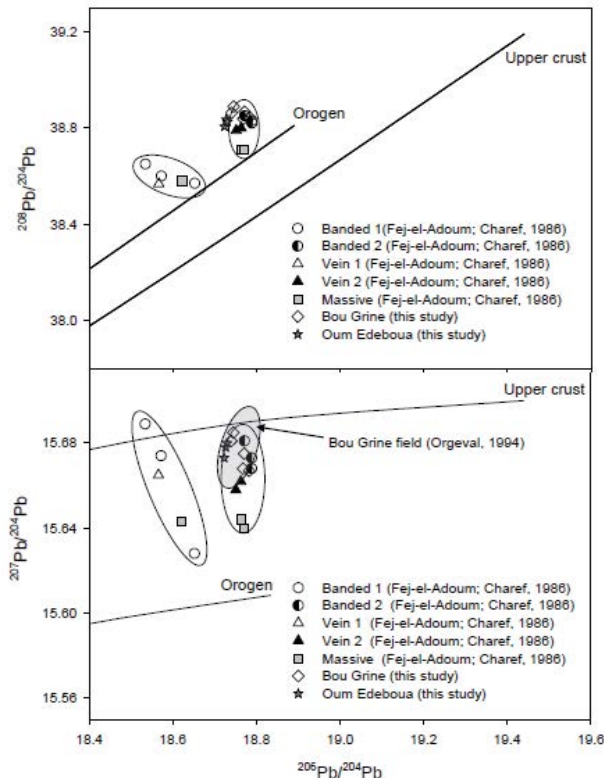 39.2
Upper crust
Orogen
38.8
208Pb/204Pb
38.4
○ Banded 1(Fej-el-Adoum; Charef, 1986)
◐ Banded 2 (Fej-el-Adoum; Charef, 1986)
△ Vein 1 (Fej-el-Adoum; Charef, 1986)
▲ Vein 2 (Fej-el-Adoum; Charef, 1986)
38.0
Massive (Fej-el-Adoum; Charef, 1986)
◇ Bou Grine (this study)
★ Oum Edeboua (this study)
Upper crust
15.68
Bou Grine field (Orgeval, 1994)
207Pb/204Pb
15.64
Orogen
15.60
○ Banded 1 (Fej-el-Adoum; Charef, 1986)
◐ Banded 2 (Fej-el-Adoum; Charef, 1986)
△ Vein 1 (Fej-el-Adoum; Charef, 1986)
▲ Vein 2 (Fej-el-Adoum; Charef, 1986)
Massive (Fej-el-Adoum; Charef, 1986)
◇ Bou Grine (this study)
★ Oum Edeboua (this study)
15.56
18.4 18.6 18.8 19.0 19.2 19.4 19.6
206Pb/204Pb